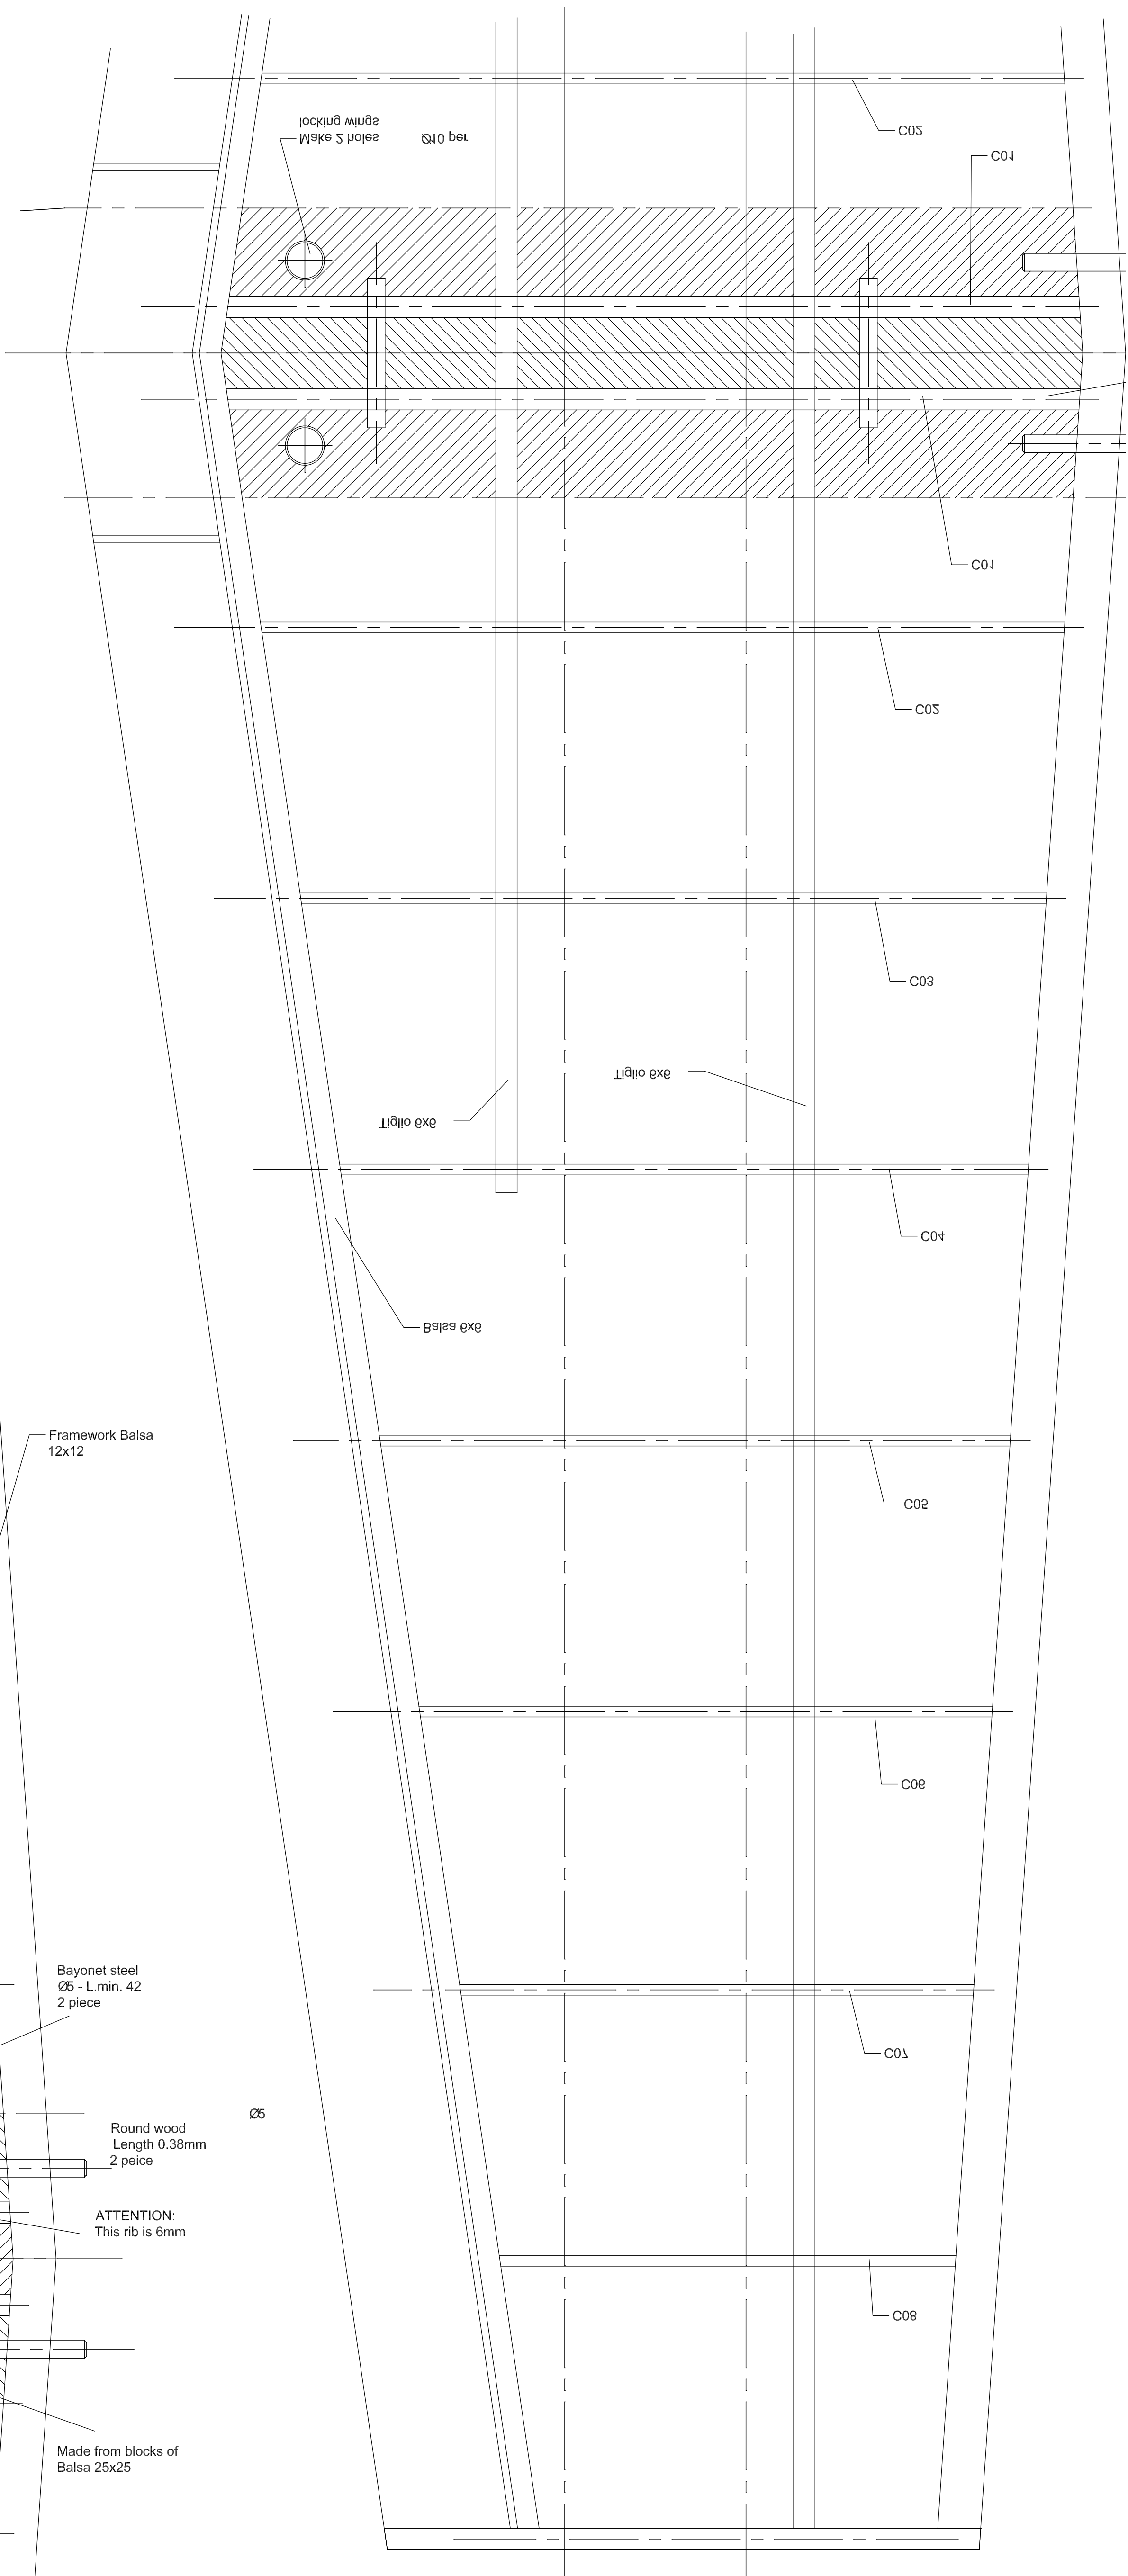 C02
locking wings
Make 2 holes Ø10 per
C01
C01
C02
C03
Tiglio 6x6
Tiglio 6x6
C04
Balsa 6x6
Framework Balsa
12x12
C05
C06
Bayonet steel
Ø5 - L.min. 42
2 piece
C07
Ø5
Round wood
Length 0.38mm
2 peice
ATTENTION:
This rib is 6mm
C08
Made from blocks of
Balsa 25x25